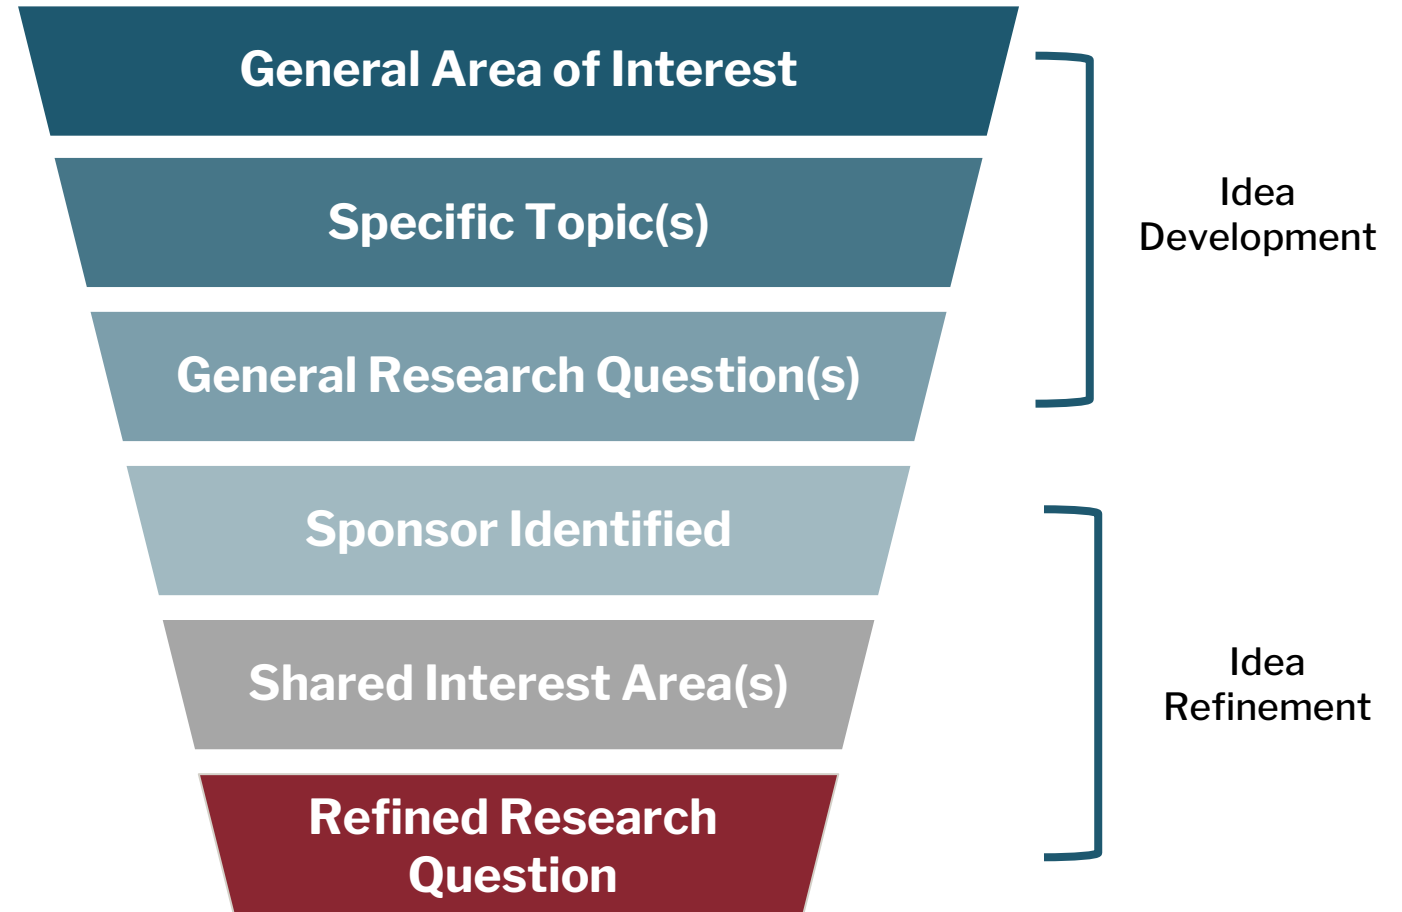 General Area of Interest
Specific Topic(s)
General Research Question(s)
Idea
Development
Sponsor Identified
Shared Interest Area(s)
Refined Research
Question
Idea
Refinement